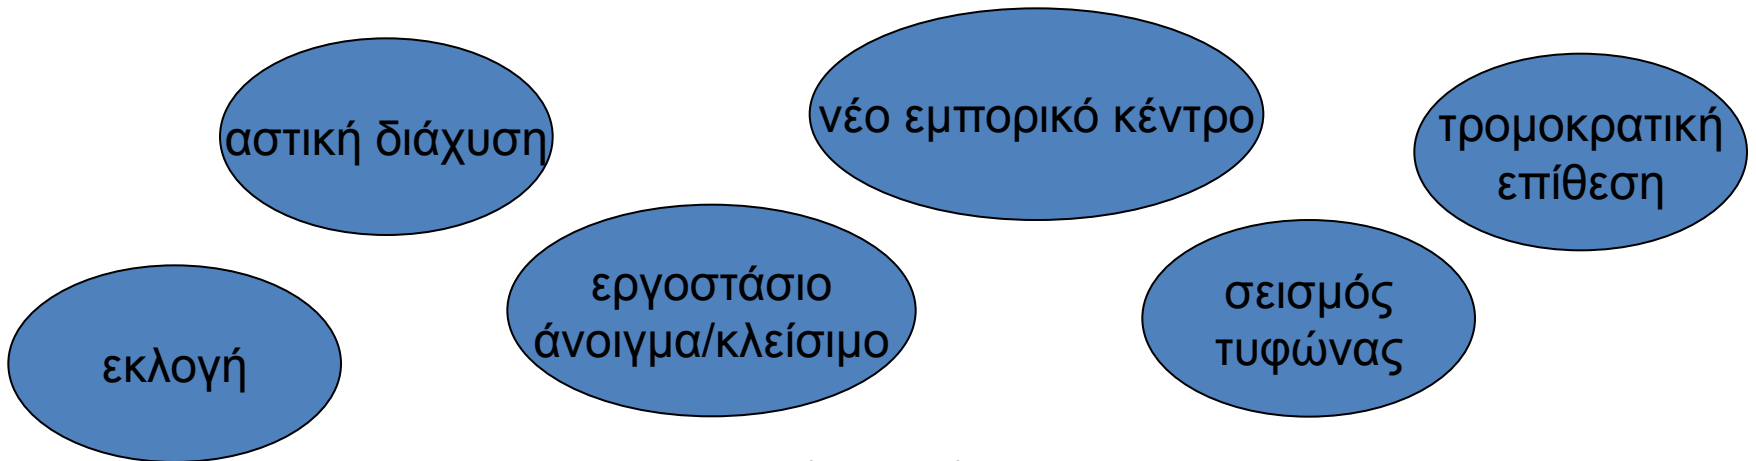 αστική διάχυση
νέο εμπορικό κέντρο
τρομοκρατική
επίθεση
εκλογή
εργοστάσιο
άνοιγμα/κλείσιμο
σεισμός
τυφώνας